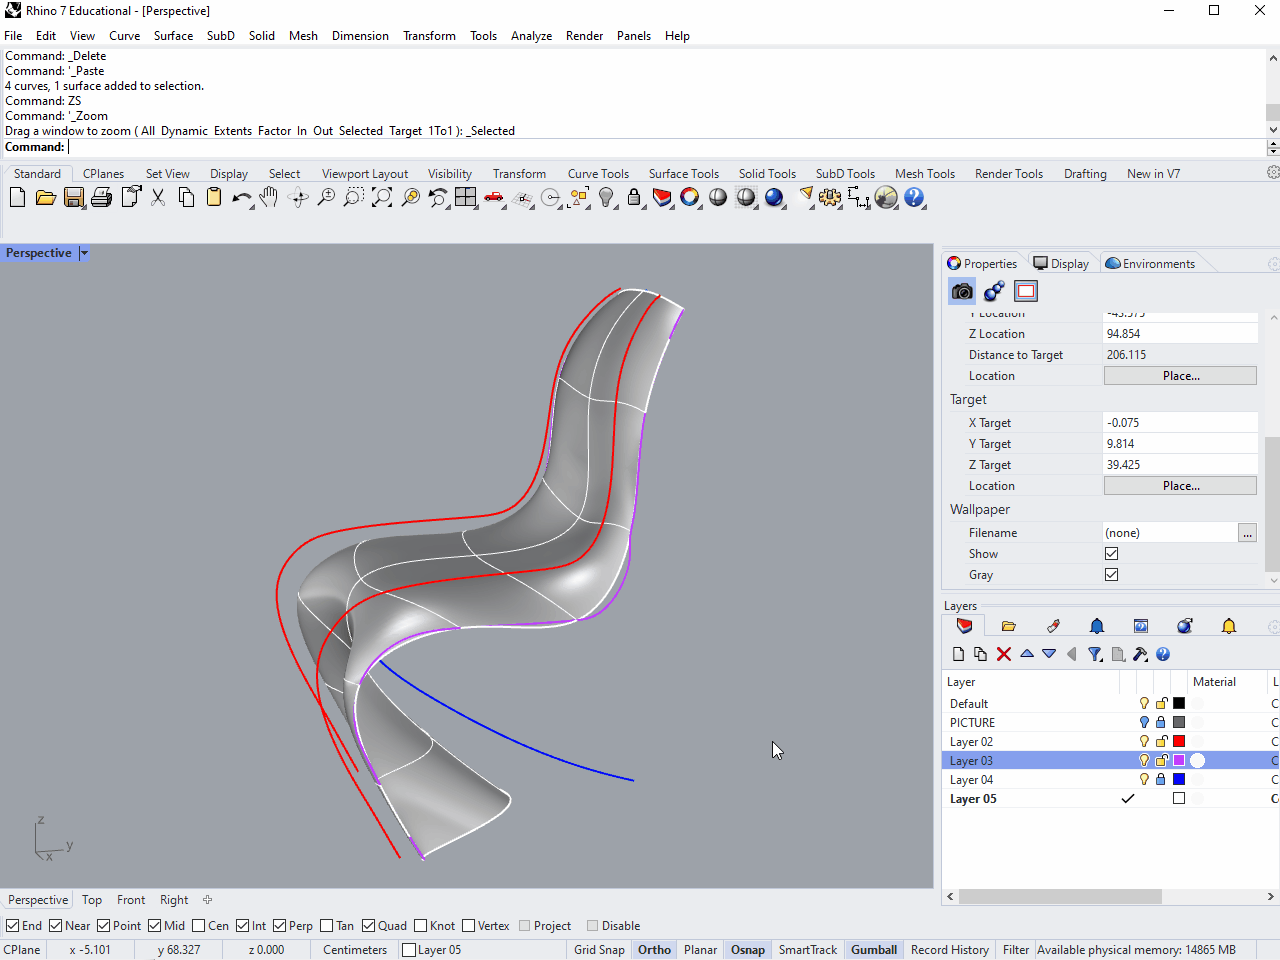 Rhino 7 Educational - [Perspective]
File Edit View Curve Surface SubD Solid Mesh Dimension Transform Tools Analyze Render Panels Help
Command: _Delete
Command: '_Paste
4 curves, 1 surface added to selection.
Command: ZS
Command: '_Zoom
Drag a window to zoom ( All Dynamic Extents Factor In Out Selected Target 1To1 ): _Selected
Command:
Standard CPlanes Set View Display Select Viewport Layout Visibility Transform Curve Tools Surface Tools Solid Tools SubD Tools Mesh Tools Render Tools Drafting New in V7
Perspective
Properties Display Environments
Y Location -43.575
Z Location 94.854
Distance to Target 206.115
Location Place...
Target
X Target -0.075
Y Target 9.814
Z Target 39.425
Location Place...
Wallpaper
Filename (none) ...
Show
Gray
Layers
Layer Material L
Default C
PICTURE C
Layer 02 C
Layer 03 C
Layer 04 C
Layer 05 C
z
y
x
Perspective Top Front Right
End Near Point Mid Cen Int Perp Tan Quad Knot Vertex Project Disable
CPlane x -5.101 y 68.327 z 0.000 Centimeters Layer 05 Grid Snap Ortho Planar Osnap SmartTrack Gumball Record History Filter Available physical memory: 14865 MB